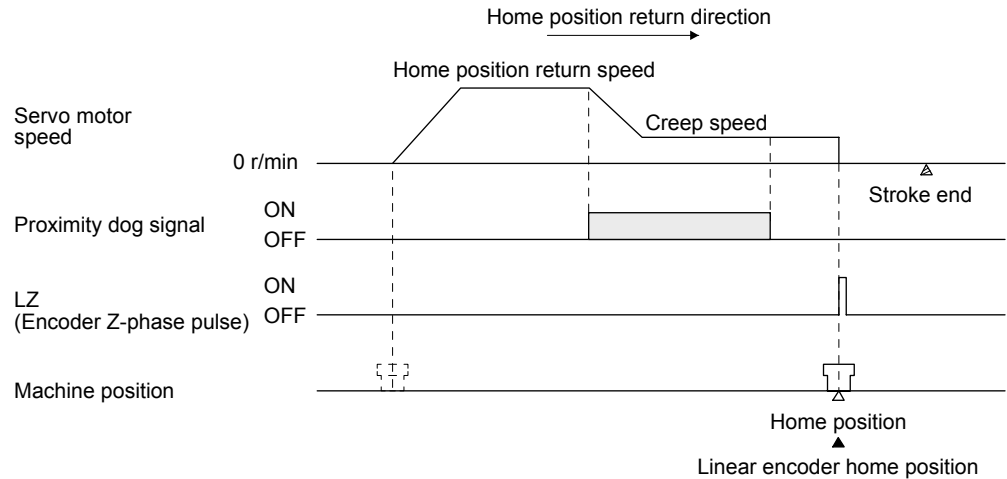 Home position return direction
Home position return speed
Servo motor
speed
Creep speed
0 r/min
Stroke end
ON
Proximity dog signal
OFF
ON
LZ
(Encoder Z-phase pulse)
OFF
Machine position
Home position
Linear encoder home position